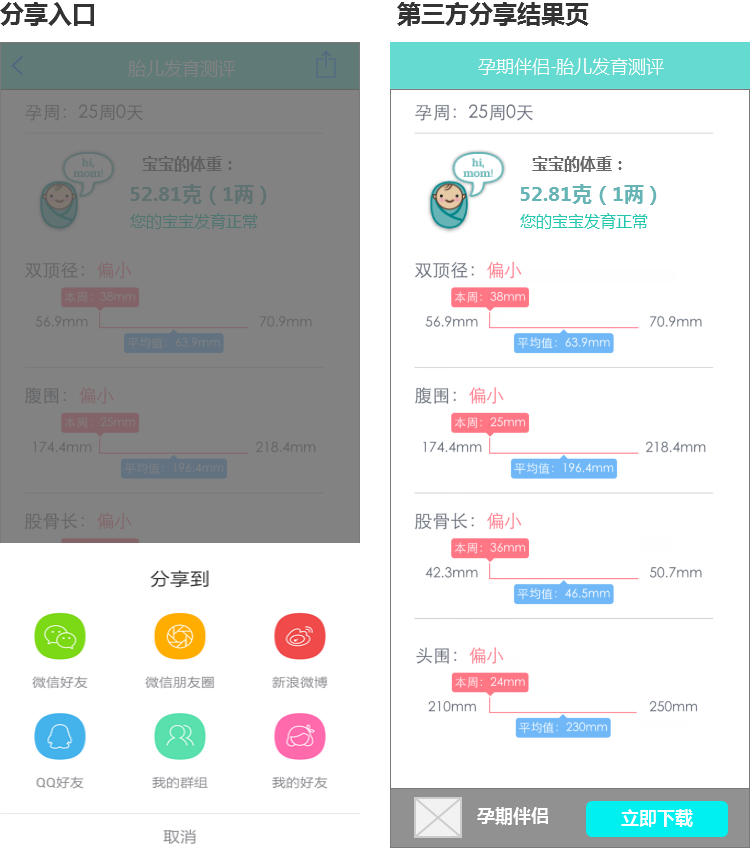 分享入口
胎儿发育测评
孕周：25周0天
hi,
mom!
宝宝的体重：
52.81克（1两）
您的宝宝发育正常
双顶径：偏小
本周：38mm
56.9mm
70.9mm
平均值：63.9mm
腹围：偏小
本周：25mm
174.4mm
218.4mm
平均值：196.4mm
股骨长：偏小
分享到
微信好友
微信朋友圈
新浪微博
QQ好友
我的群组
我的好友
取消
第三方分享结果页
孕期伴侣-胎儿发育测评
孕周：25周0天
hi,
mom!
宝宝的体重：
52.81克（1两）
您的宝宝发育正常
双顶径：偏小
本周：38mm
56.9mm
70.9mm
平均值：63.9mm
腹围：偏小
本周：25mm
174.4mm
218.4mm
平均值：196.4mm
股骨长：偏小
本周：36mm
42.3mm
50.7mm
平均值：46.5mm
头围：偏小
本周：24mm
210mm
250mm
平均值：230mm
孕期伴侣
立即下载